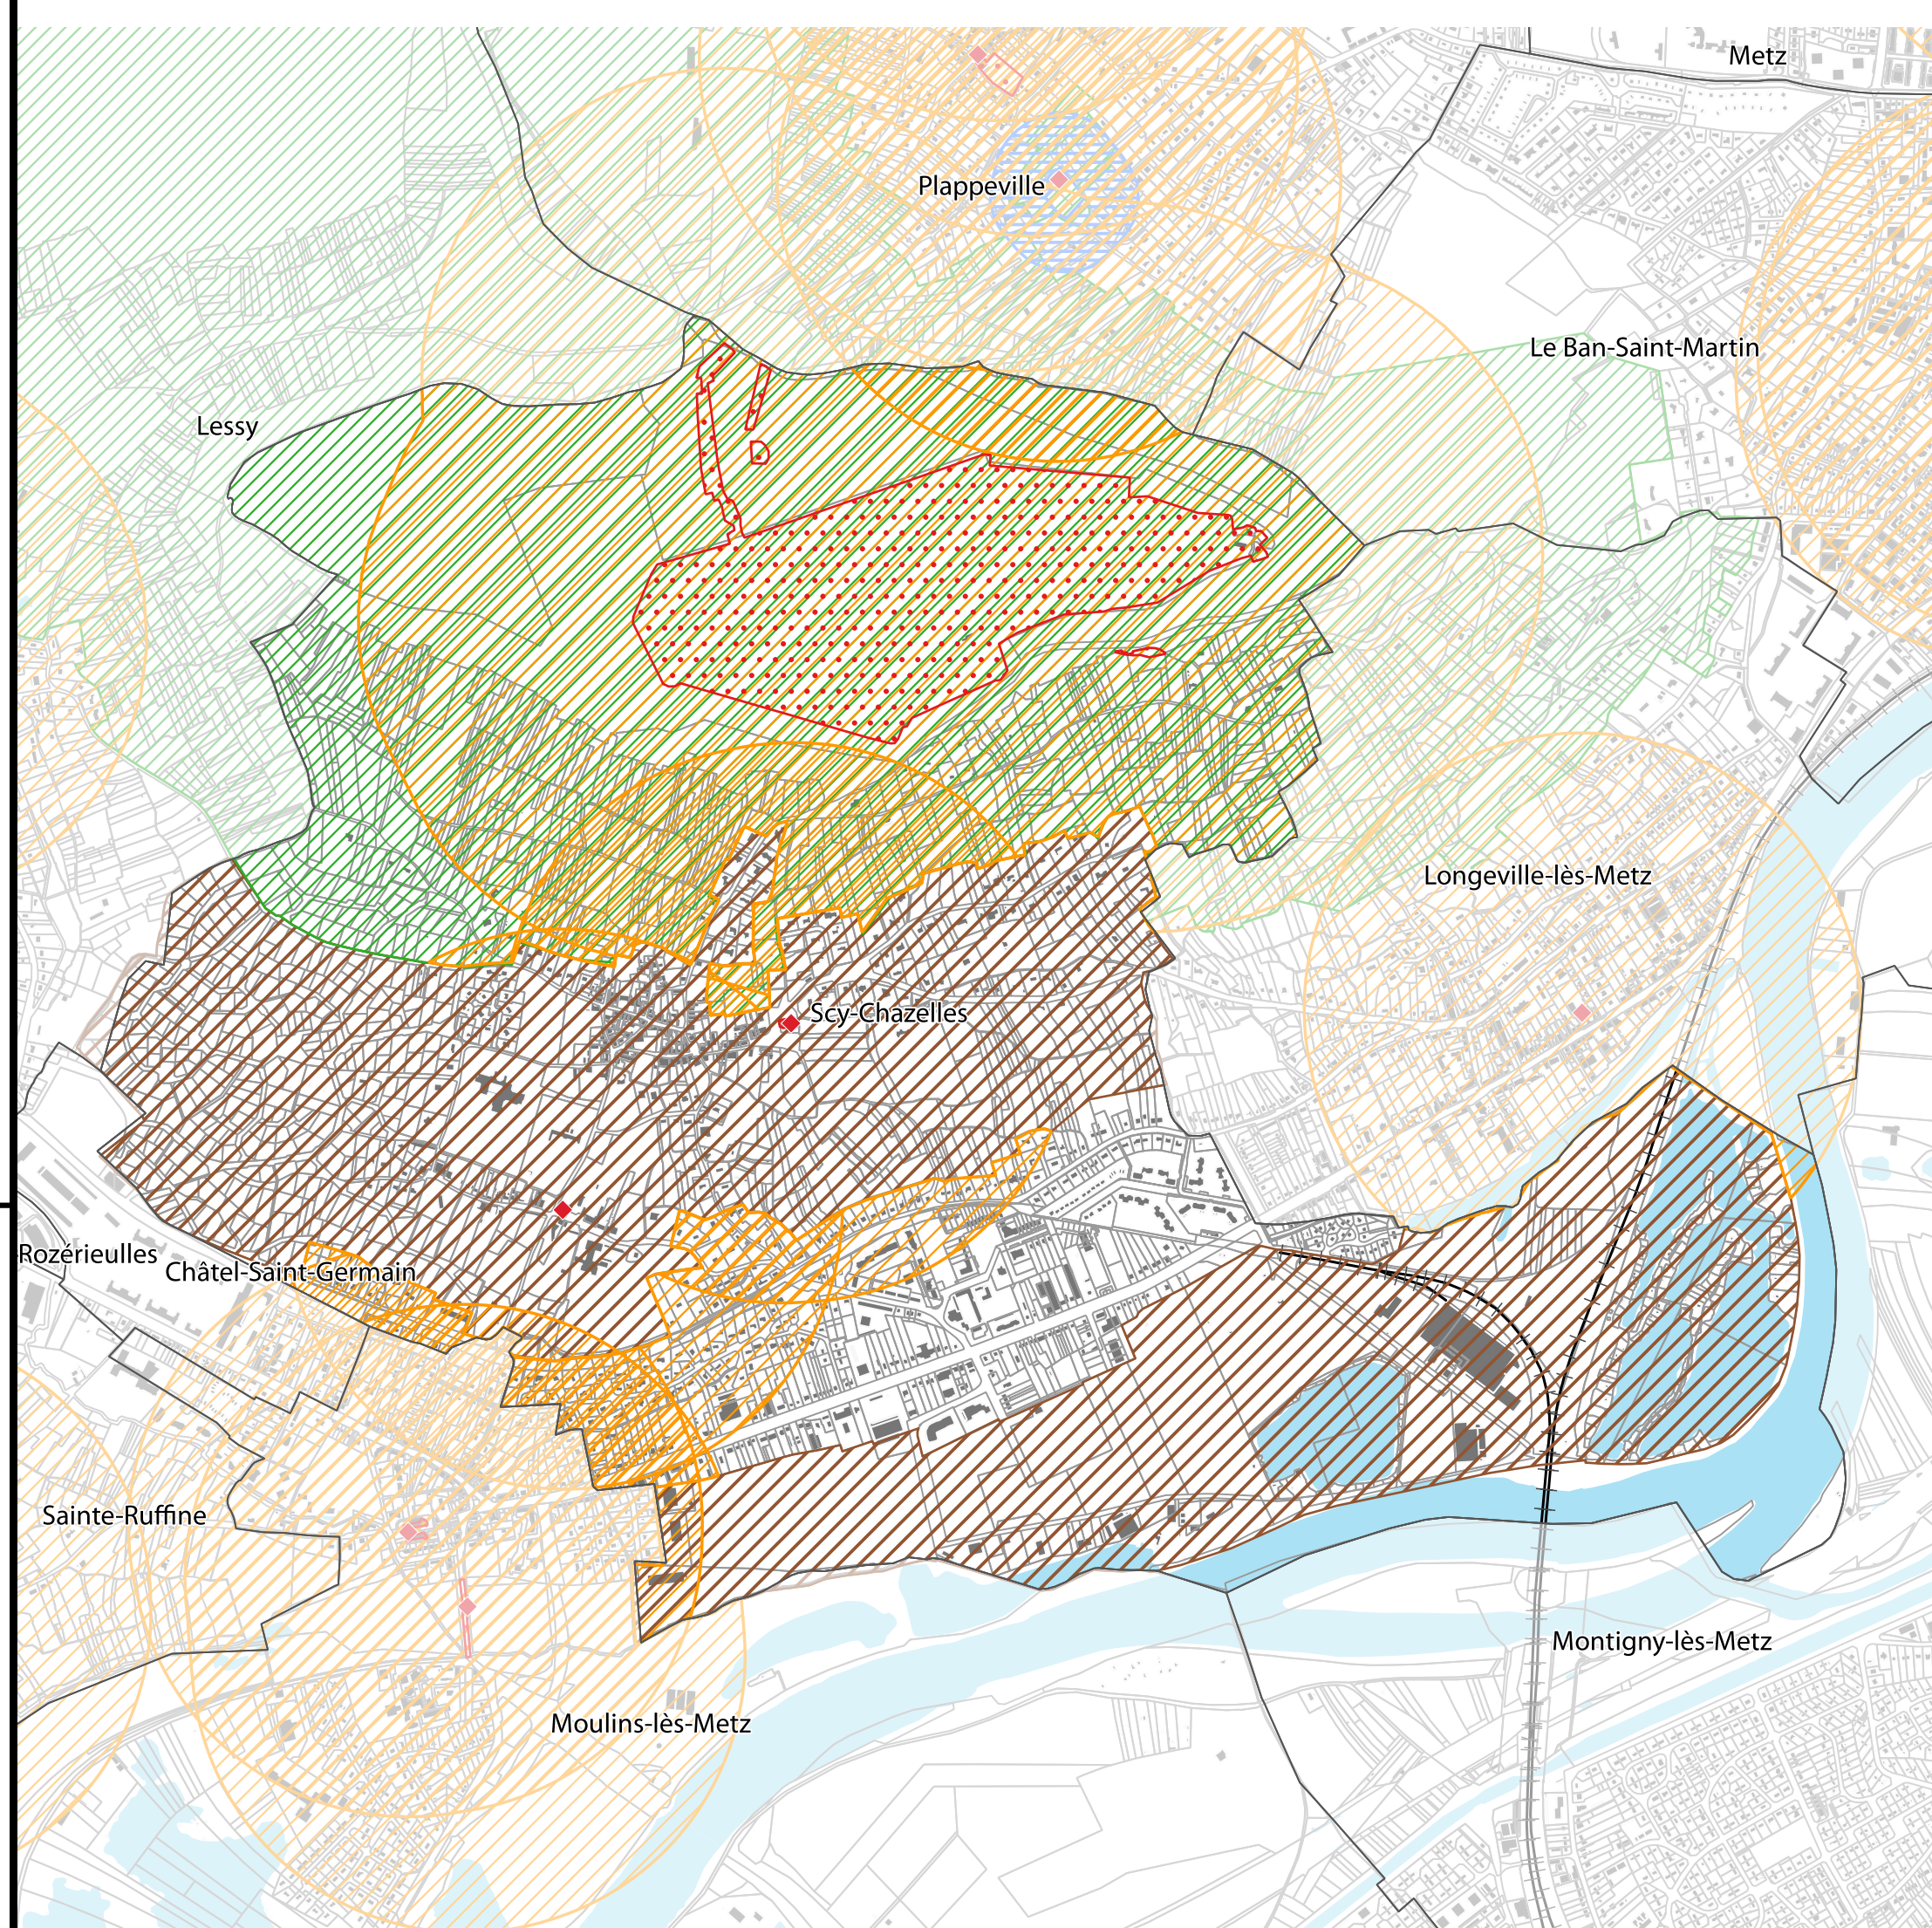 Metz
Plappeville
Le Ban-Saint-Martin
Lessy
Longeville-lès-Metz
Scy-Chazelles
Rozérieulles
Châtel-Saint-Germain
Sainte-Ruffine
Montigny-lès-Metz
Moulins-lès-Metz